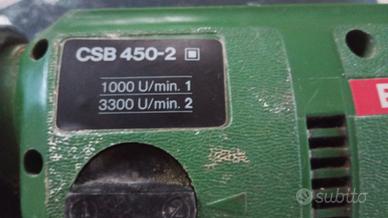 CSB 450-2
1000 U/min. 1
3300 U/min. 2
subito